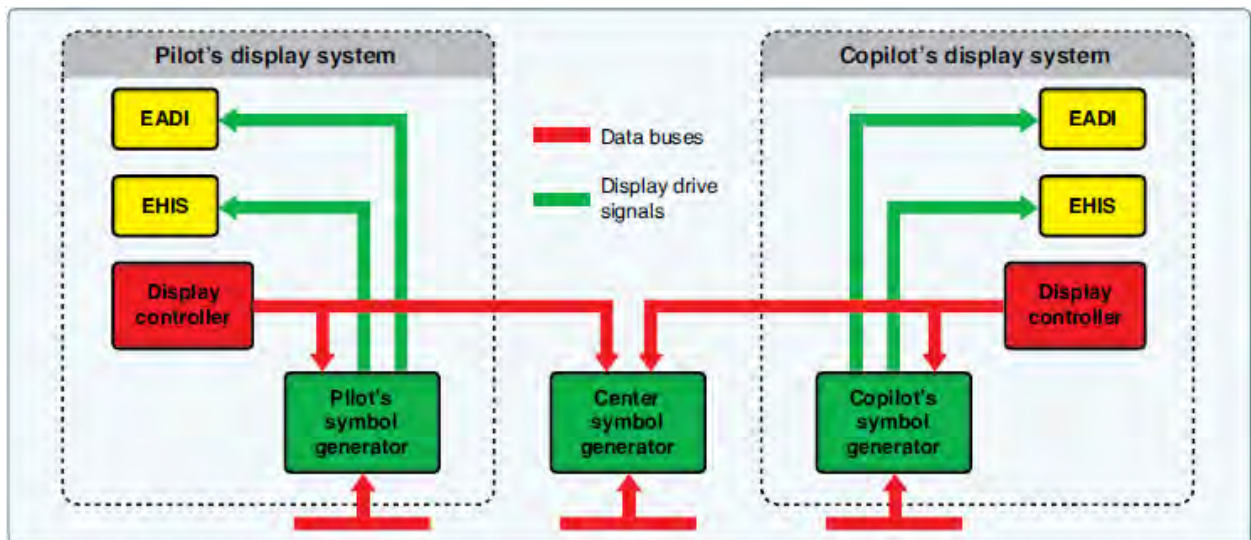 Pilot's display system
EADI
EHIS
Display
controller
Pilot's
symbol
generator
Data buses
Display drive
signals
Center
symbol
generator
Copilot's display system
EADI
EHIS
Display
controller
Copilot's
symbol
generator